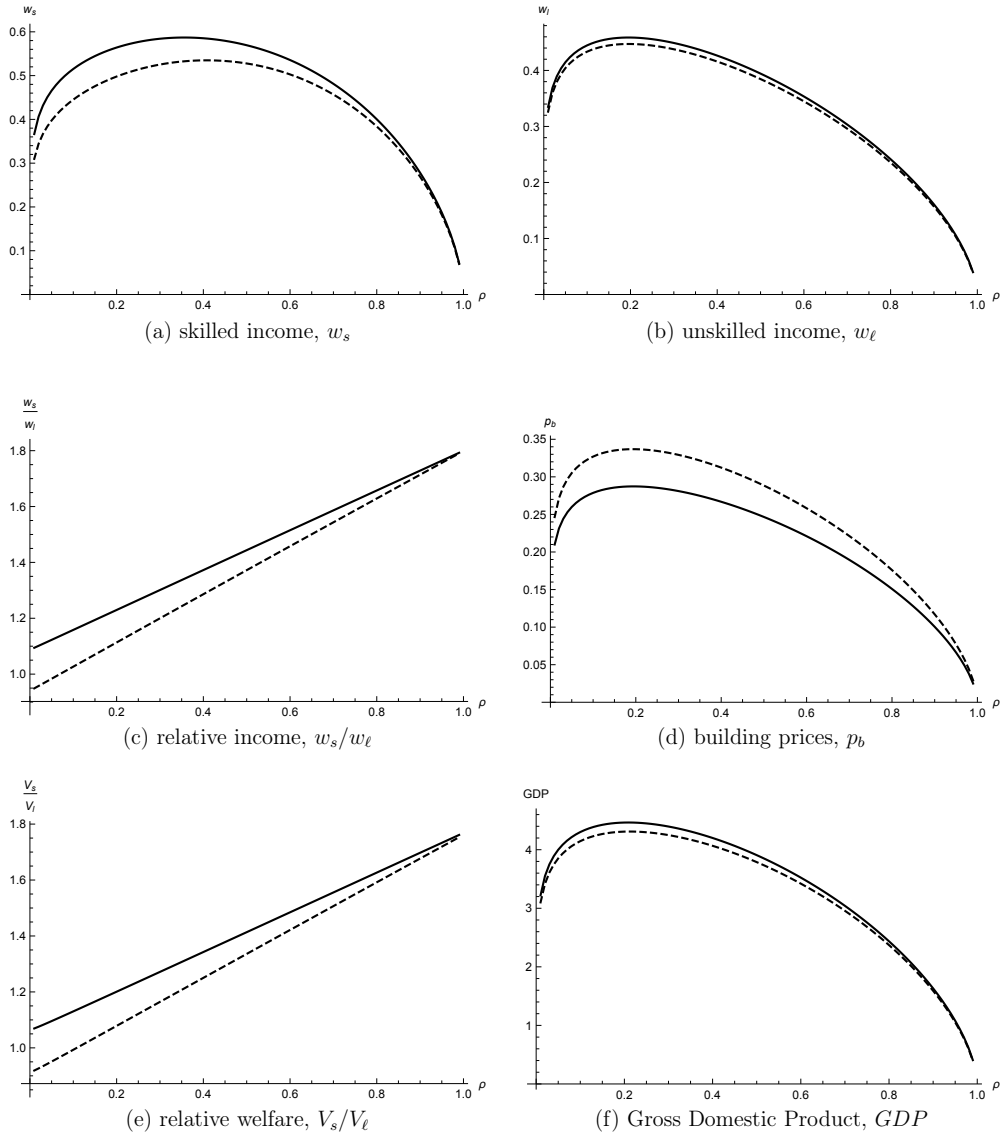 w_s
0.6
0.5
0.4
0.3
0.2
0.1
0.2 0.4 0.6 0.8 1.0 ρ
(a) skilled income, w_s
w_l
0.4
0.3
0.2
0.1
0.2 0.4 0.6 0.8 1.0 ρ
(b) unskilled income, w_ℓ
w_s
w_l
1.8
1.6
1.4
1.2
1.0
0.2 0.4 0.6 0.8 1.0 ρ
(c) relative income, w_s/w_ℓ
p_b
0.35
0.30
0.25
0.20
0.15
0.10
0.05
0.2 0.4 0.6 0.8 1.0 ρ
(d) building prices, p_b
V_s
V_l
1.8
1.6
1.4
1.2
1.0
0.2 0.4 0.6 0.8 1.0 ρ
(e) relative welfare, V_s/V_ℓ
GDP
4
3
2
1
0.2 0.4 0.6 0.8 1.0 ρ
(f) Gross Domestic Product, GDP